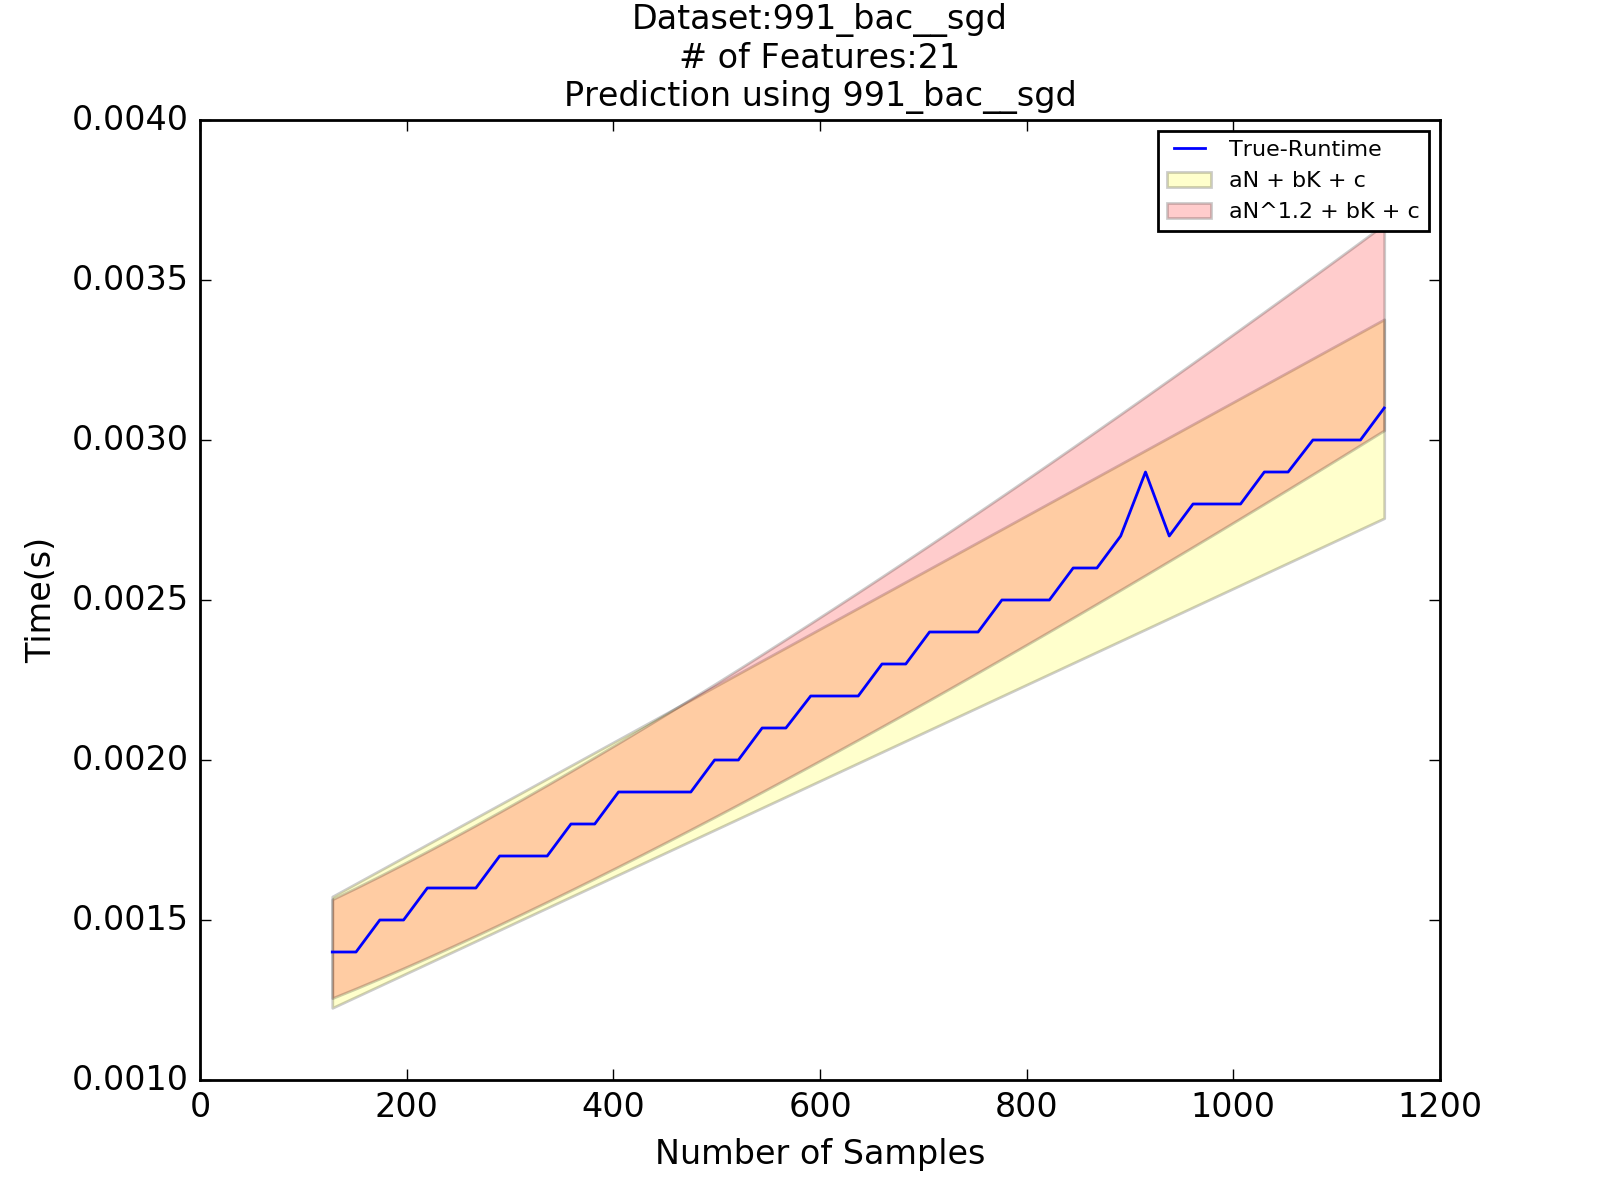 Dataset:991_bac__sgd
# of Features:21
Prediction using 991_bac__sgd
0.0040
0.0035
0.0030
0.0025
0.0020
0.0015
0.0010
Time(s)
True-Runtime
aN + bK + c
aN^1.2 + bK + c
0 200 400 600 800 1000 1200
Number of Samples